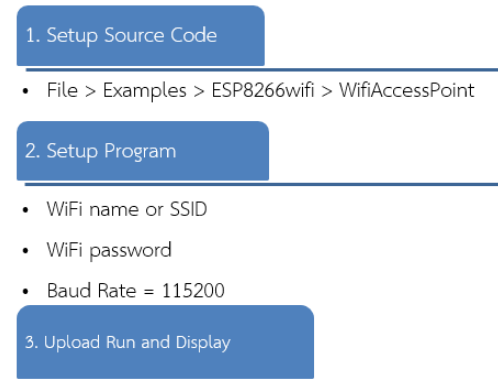 1. Setup Source Code
• File > Examples > ESP8266wifi > WifiAccessPoint
2. Setup Program
• WiFi name or SSID
• WiFi password
• Baud Rate = 115200
3. Upload Run and Display